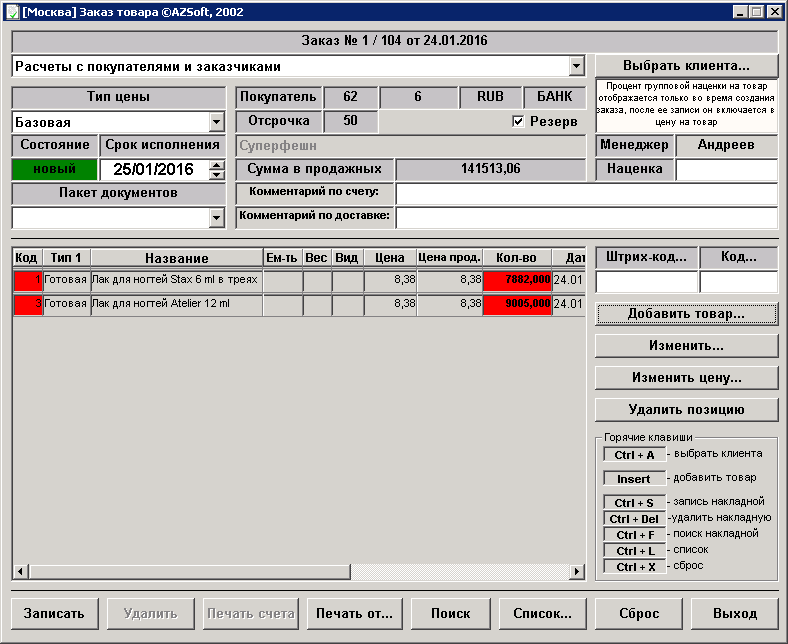 [Москва] Заказ товара ©AZSoft, 2002
Заказ № 1 / 104 от 24.01.2016
Расчеты с покупателями и заказчиками
Выбрать клиента...
Тип цены
Покупатель 62 6 RUB БАНК
Процент групповой наценки на товар
отображается только во время создания
заказа, после ее записи он включается в
цену на товар
Базовая
Отсрочка 50 Резерв
Состояние Срок исполнения
Суперфешн
Менеджер Андреев
новый 25/01/2016
Сумма в продажных 141513,06
Наценка
Пакет документов
Комментарий по счету:
Комментарий по доставке:
Код Тип 1 Название Ем-ть Вес Вид Цена Цена прод. Кол-во Дат
1 Готовая Лак для ногтей Stax 6 ml в треях 8,38 8,38 7882,000 24.01
3 Готовая Лак для ногтей Atelier 12 ml 8,38 8,38 9005,000 24.01
Штрих-код... Код...
Добавить товар...
Изменить...
Изменить цену...
Удалить позицию
Горячие клавиши
Ctrl + A - выбрать клиента
Insert - добавить товар
Ctrl + S - запись накладной
Ctrl + Del -удалить накладную
Ctrl + F - поиск накладной
Ctrl + L - список
Ctrl + X - сброс
Записать Удалить Печать счета Печать от... Поиск Список... Сброс Выход